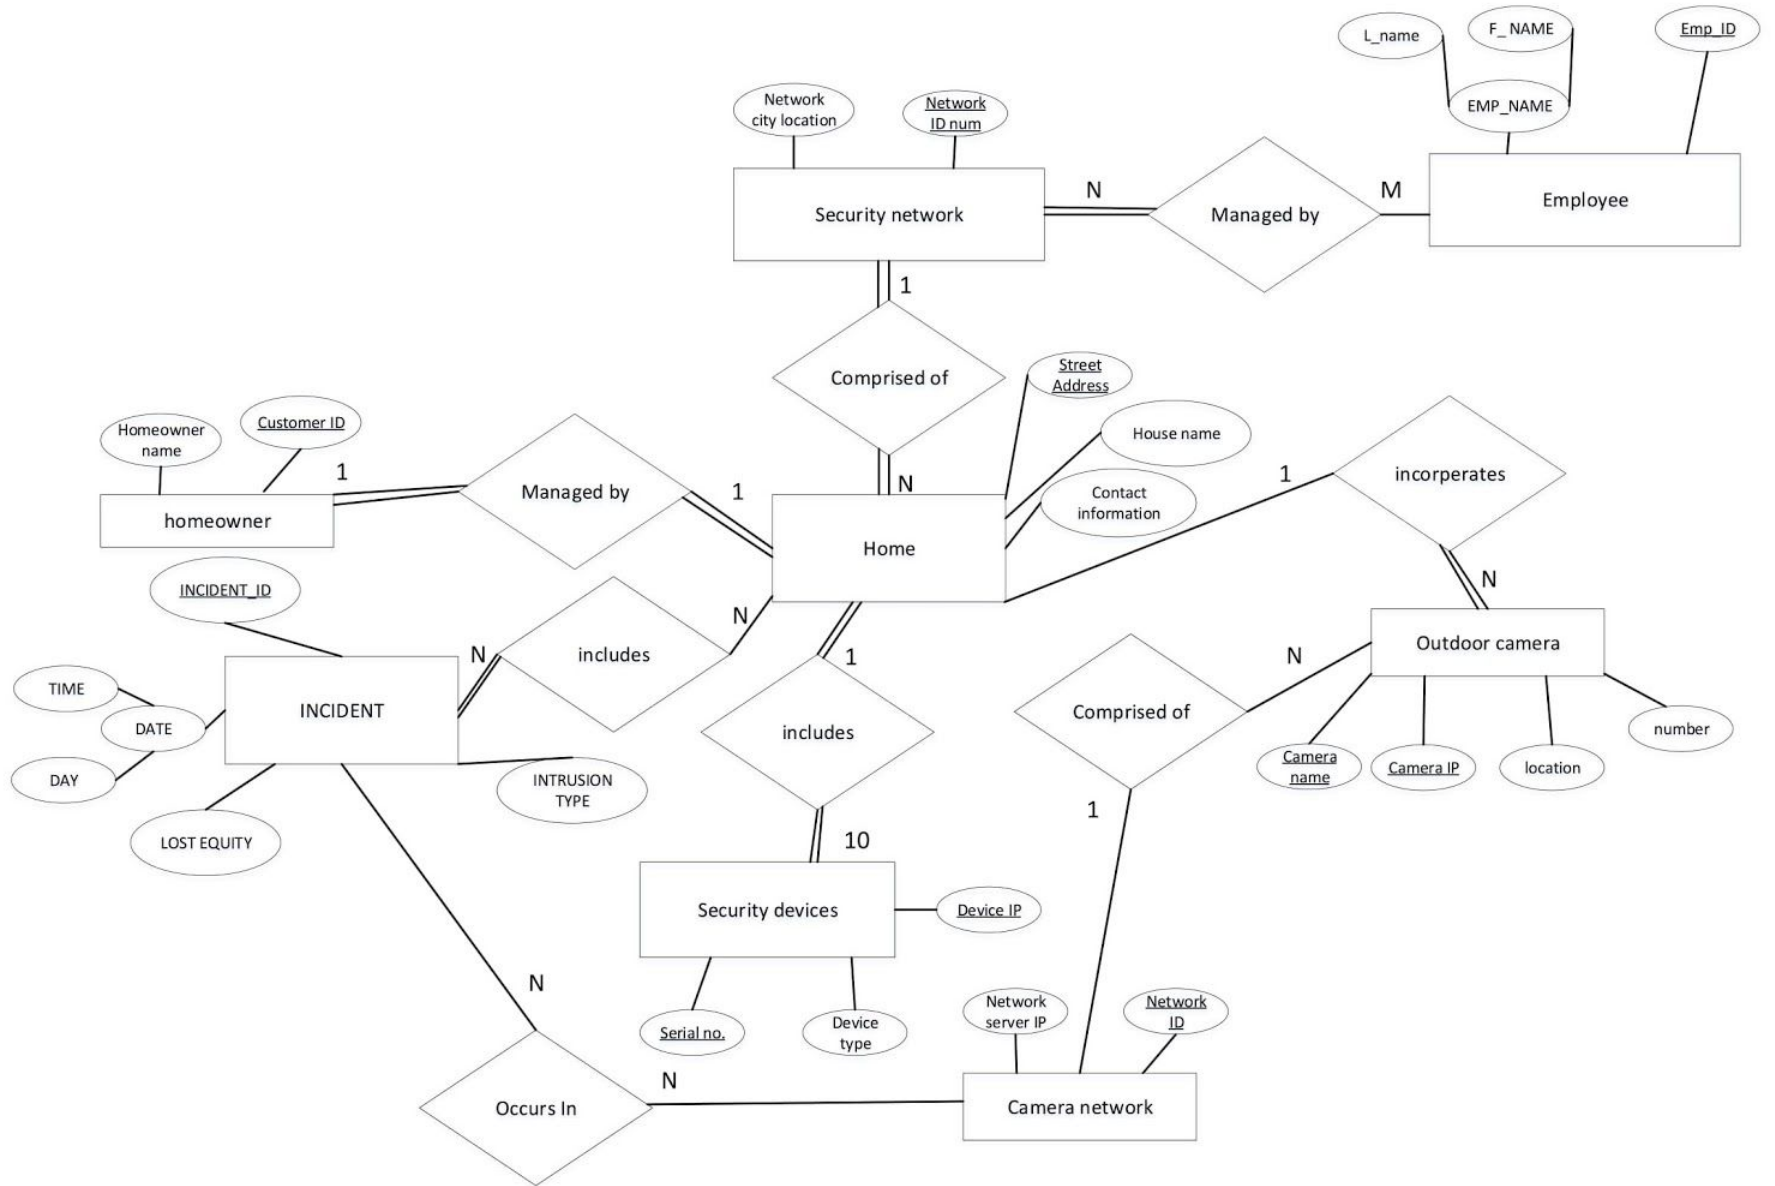 L_name
F_ NAME
Emp_ID
EMP_NAME
Network
city location
Network
ID num
Security network
N
Managed by
M
Employee
1
Comprised of
N
Street
Address
House name
Contact
information
Homeowner
name
Customer ID
homeowner
1
Managed by
1
Home
1
incorperates
N
INCIDENT_ID
N
includes
N
INCIDENT
TIME
DATE
DAY
LOST EQUITY
INTRUSION
TYPE
1
includes
10
Outdoor camera
N
Comprised of
1
Camera
name
Camera IP
location
number
Security devices
Device IP
Serial no.
Device
type
N
Occurs In
N
Network
server IP
Network
ID
Camera network